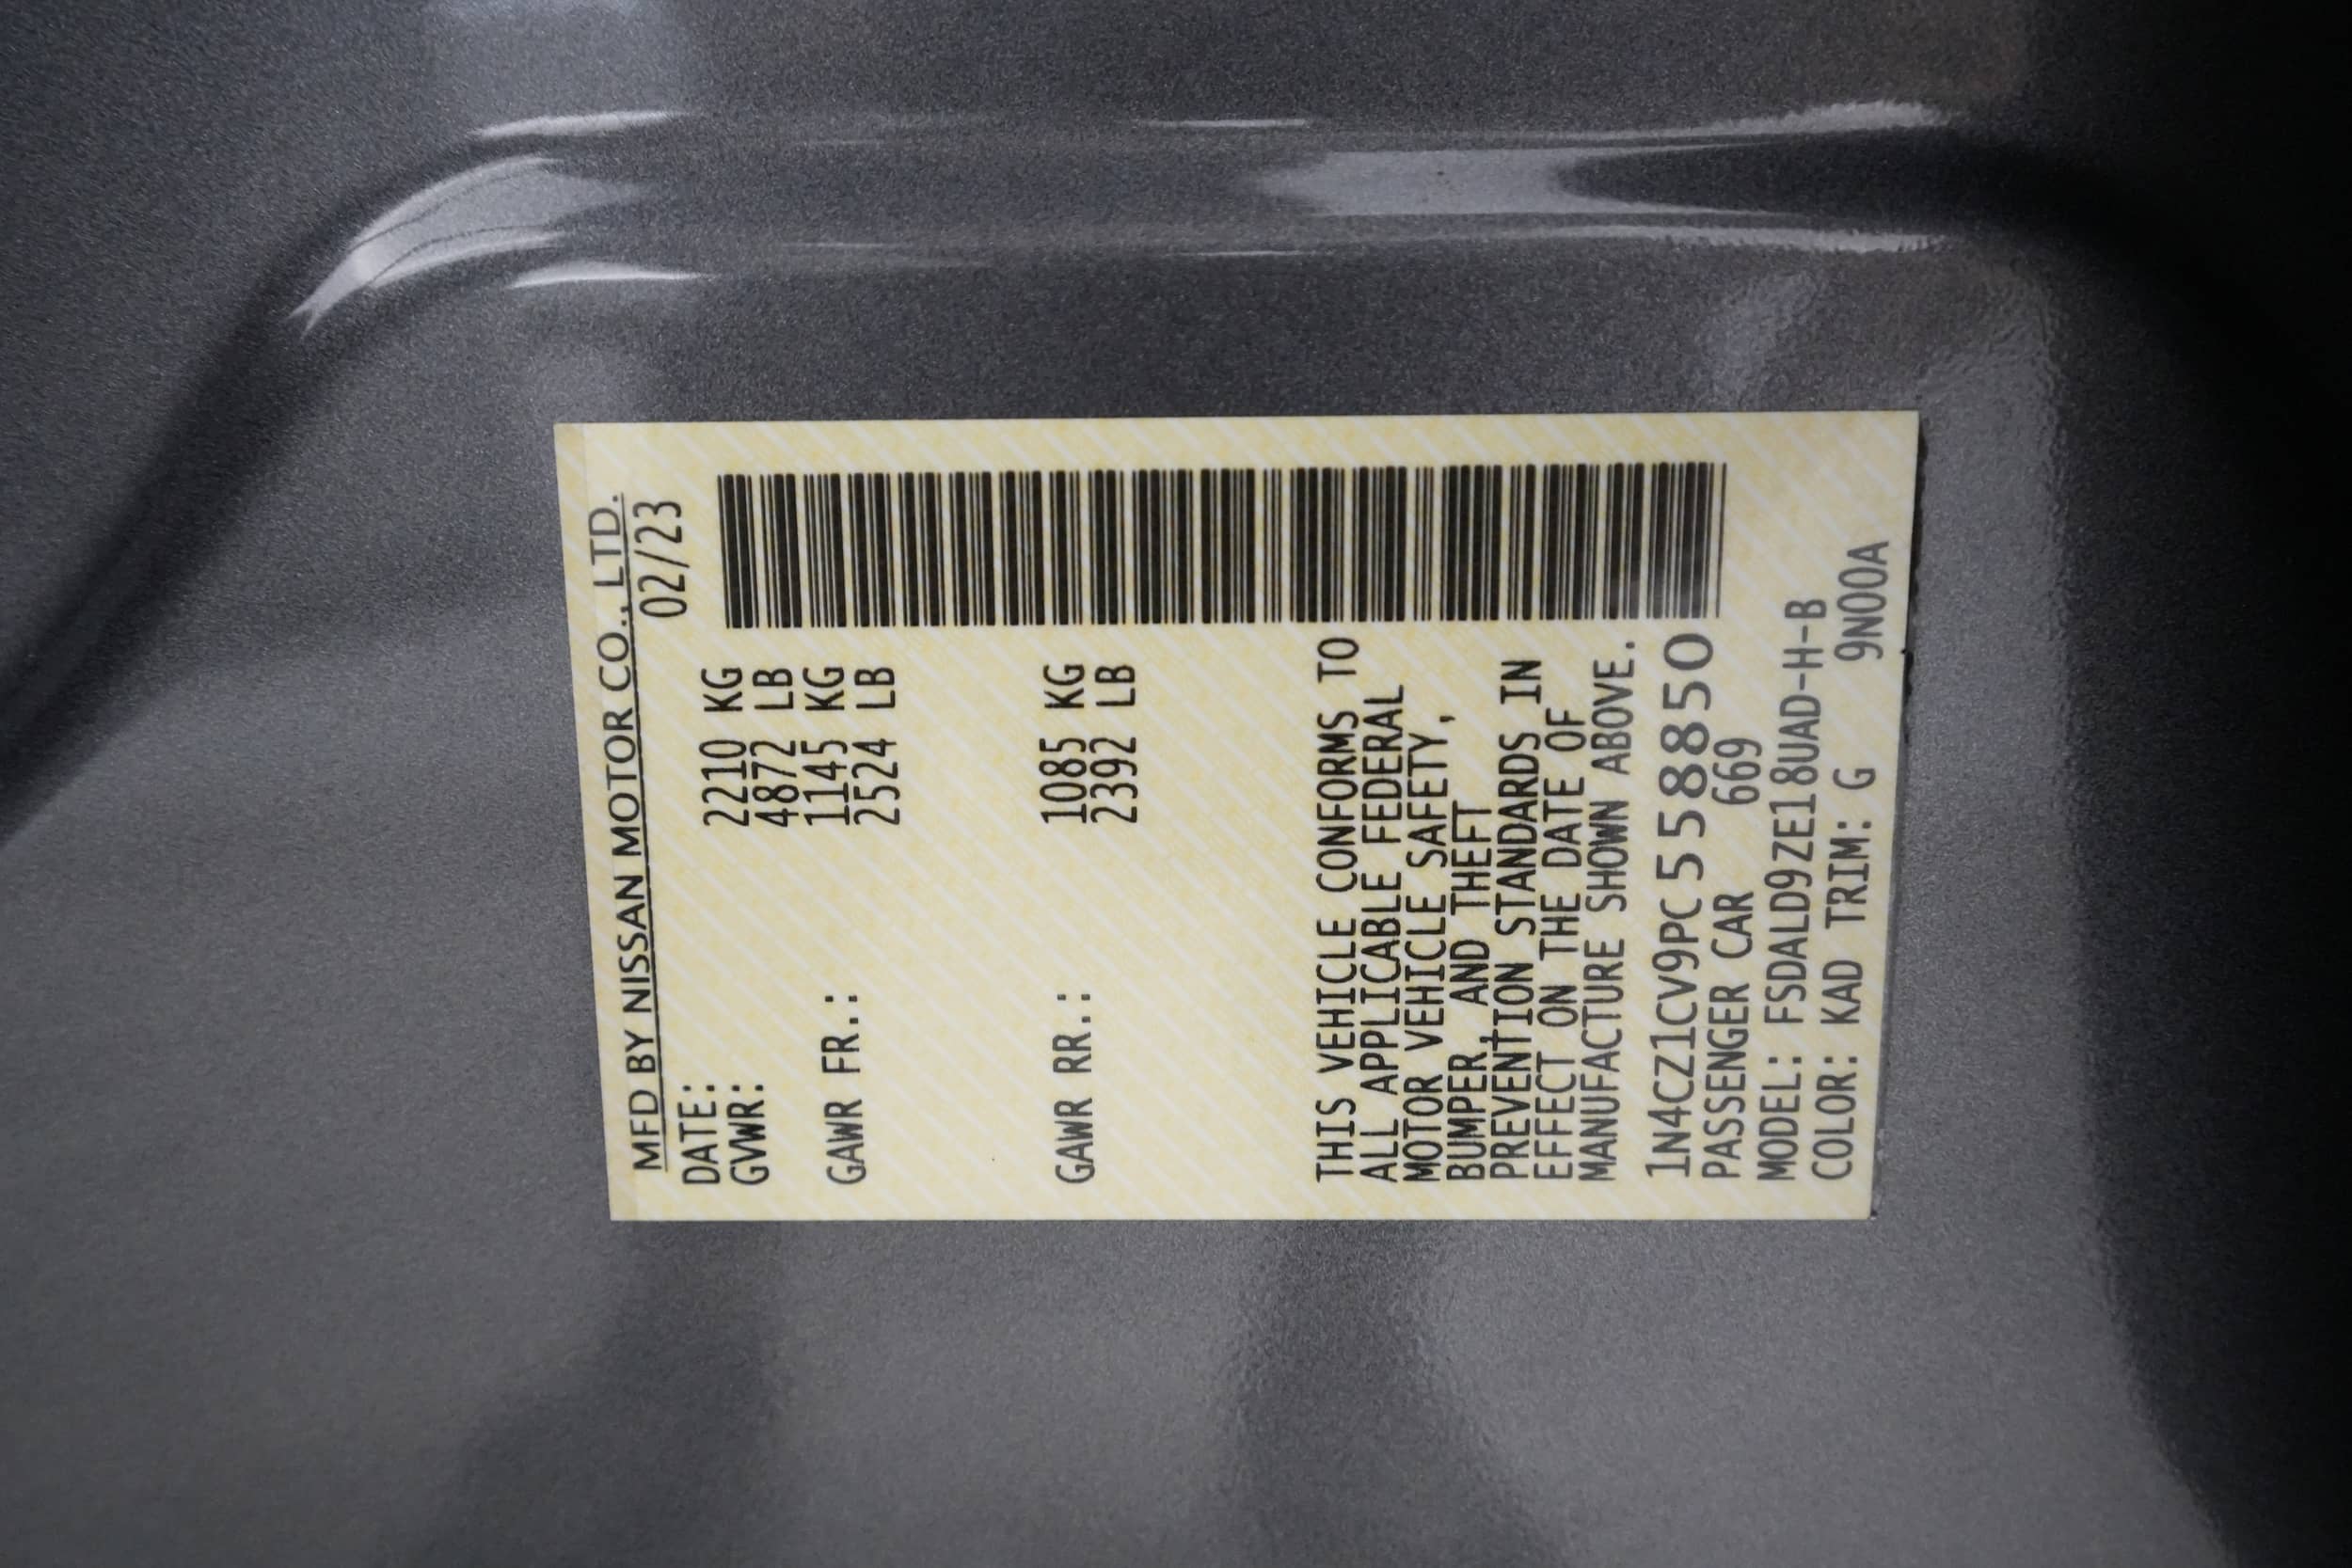 MFD BY NISSAN MOTOR CO., LTD.
DATE: 02/23
GVWR: 2210 KG
4872 LB
GAWR FR.: 1145 KG
2524 LB
GAWR RR.: 1085 KG
2392 LB
THIS VEHICLE CONFORMS TO
ALL APPLICABLE FEDERAL
MOTOR VEHICLE SAFETY,
BUMPER, AND THEFT
PREVENTION STANDARDS IN
EFFECT ON THE DATE OF
MANUFACTURE SHOWN ABOVE.
1N4CZ1CV9PC558850
PASSENGER CAR 669
MODEL: FSDALD9ZE18UAD-H-B
COLOR: KAD TRIM: G 9N00A